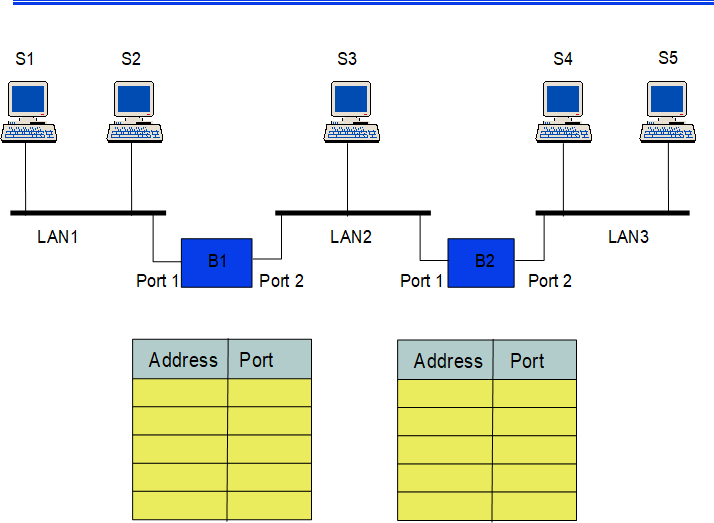 S1 S2 S3 S4 S5
LAN1 LAN2 LAN3
B1 B2
Port 1 Port 2 Port 1 Port 2
Address Port Address Port